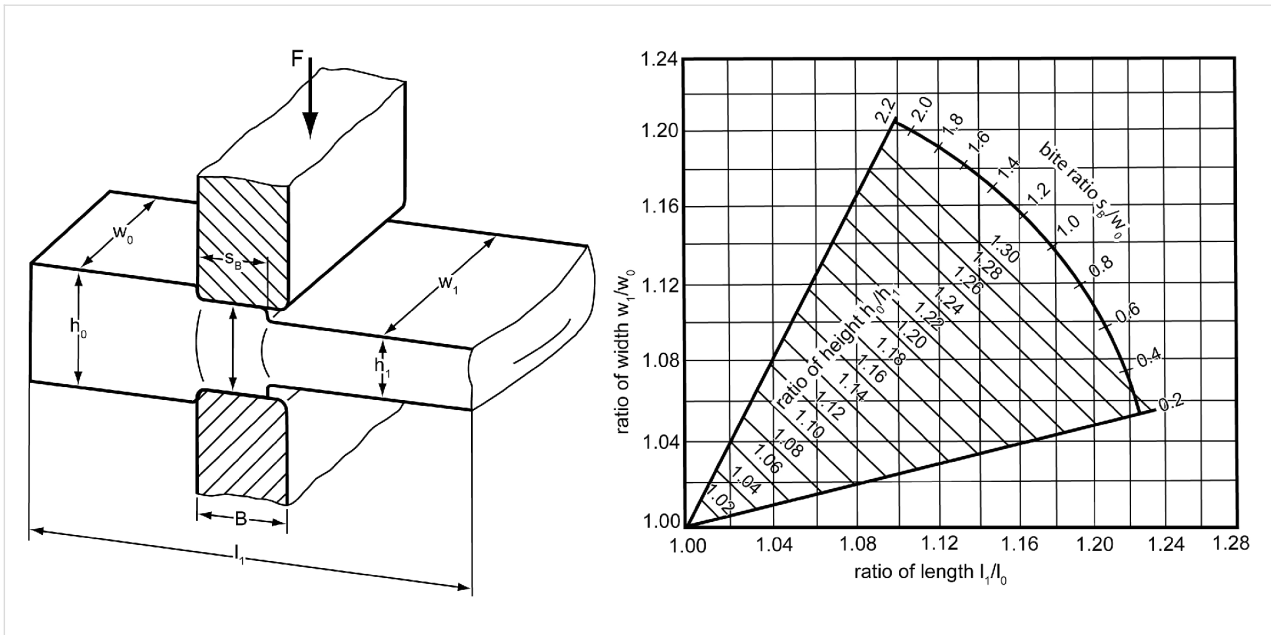 F
w₀
s_B
w₁
h₀
h₁
B
l₁
1.24
1.20
1.16
1.12
1.08
1.04
1.00
ratio of width w₁/w₀
2.2
2.0
1.8
1.6
1.4
1.2
1.0
0.8
0.6
0.4
0.2
bite ratio s_B/w₀
1.30
1.28
1.26
1.24
1.22
1.20
1.18
1.16
1.14
1.12
1.10
1.08
1.06
1.04
1.02
ratio of height h₀/h₁
1.00 1.04 1.08 1.12 1.16 1.20 1.24 1.28
ratio of length l₁/l₀